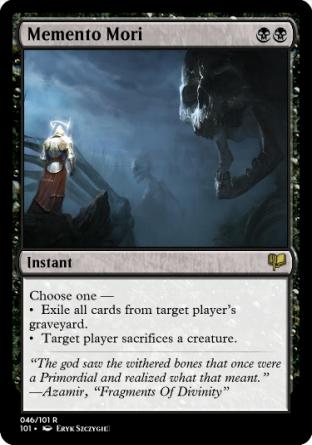 Memento Mori
Instant
Choose one —
• Exile all cards from target player's
graveyard.
• Target player sacrifices a creature.
“The god saw the withered bones that once were
a Primordial and realized what that meant.”
—Azamir, “Fragments Of Divinity”
046/101 R
101 • Eryk Szczygieł